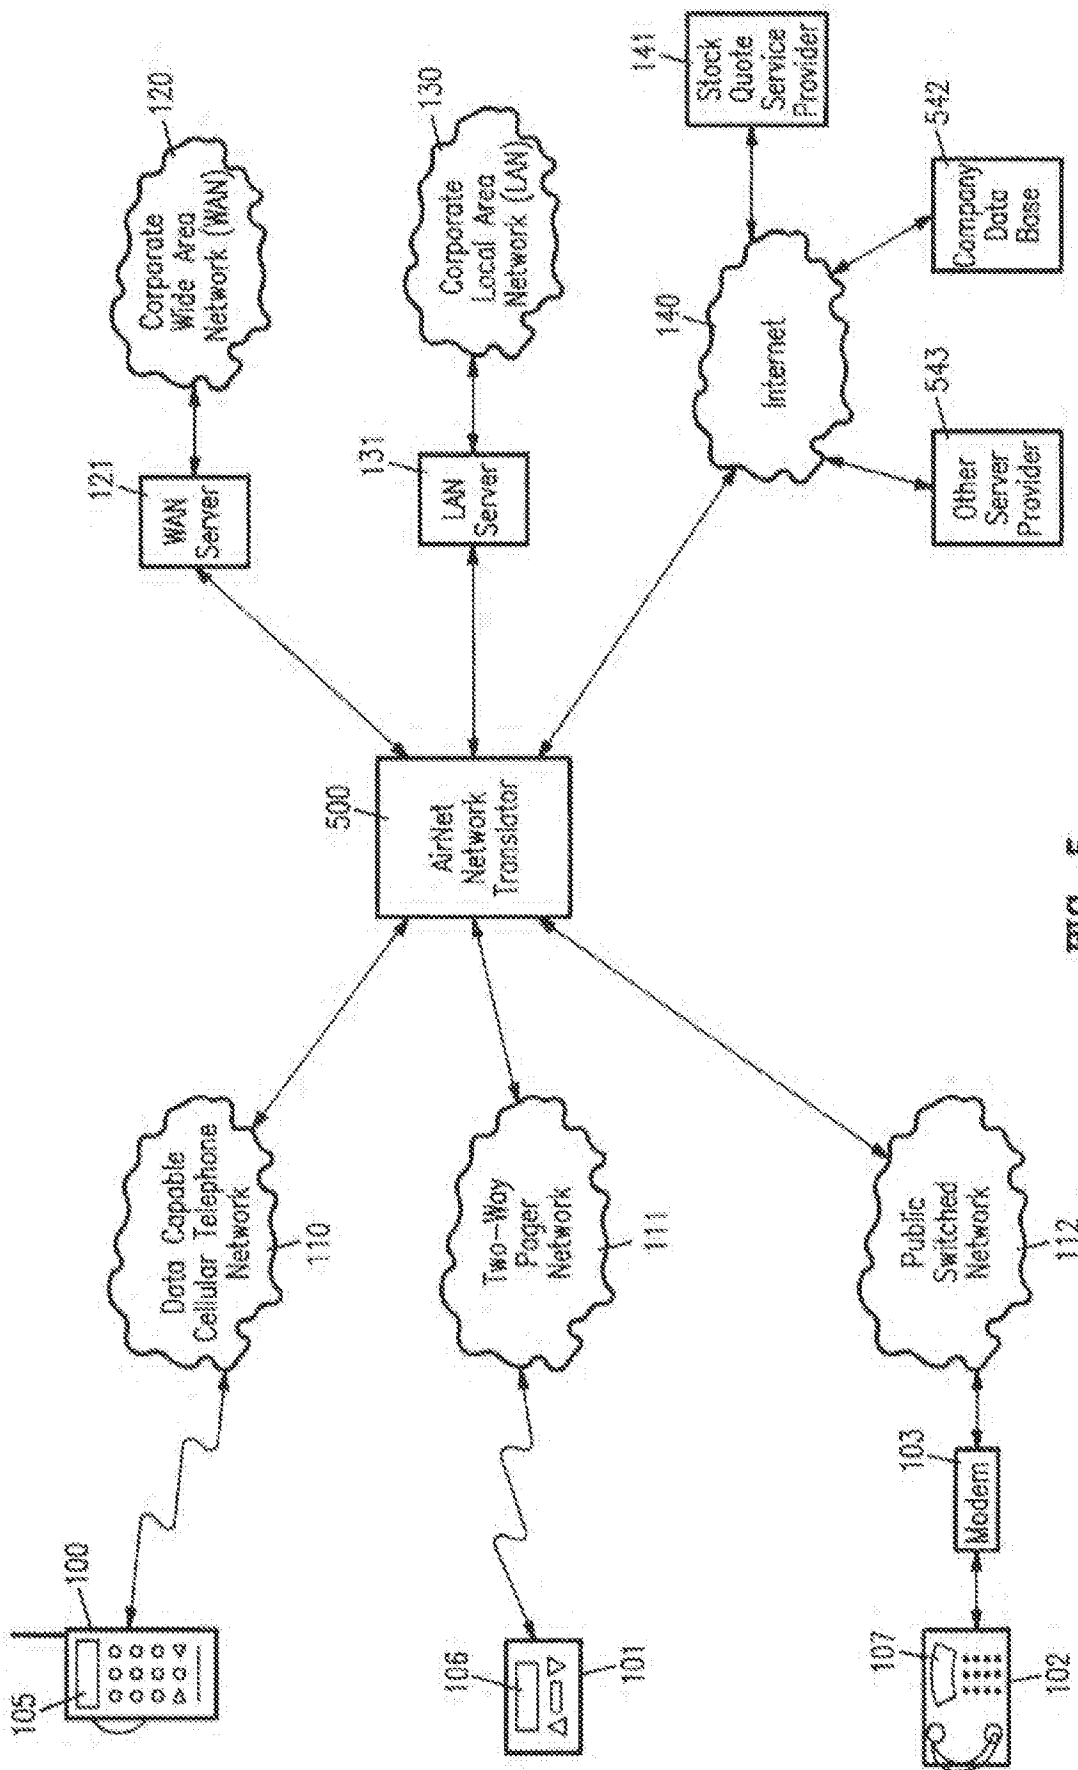 105
100
Data Capable
Cellular Telephone
Network
110
106
101
Two-Way
Pager
Network
111
107
102
103
Modem
Public
Switched
Network
112
500
AirNet
Network
Translator
121
WAN
Server
120
Corporate
Wide Area
Network (WAN)
131
LAN
Server
130
Corporate
Local Area
Network (LAN)
140
Internet
141
Stock
Quote
Service
Provider
542
Company
Data
Base
543
Other
Server
Provider